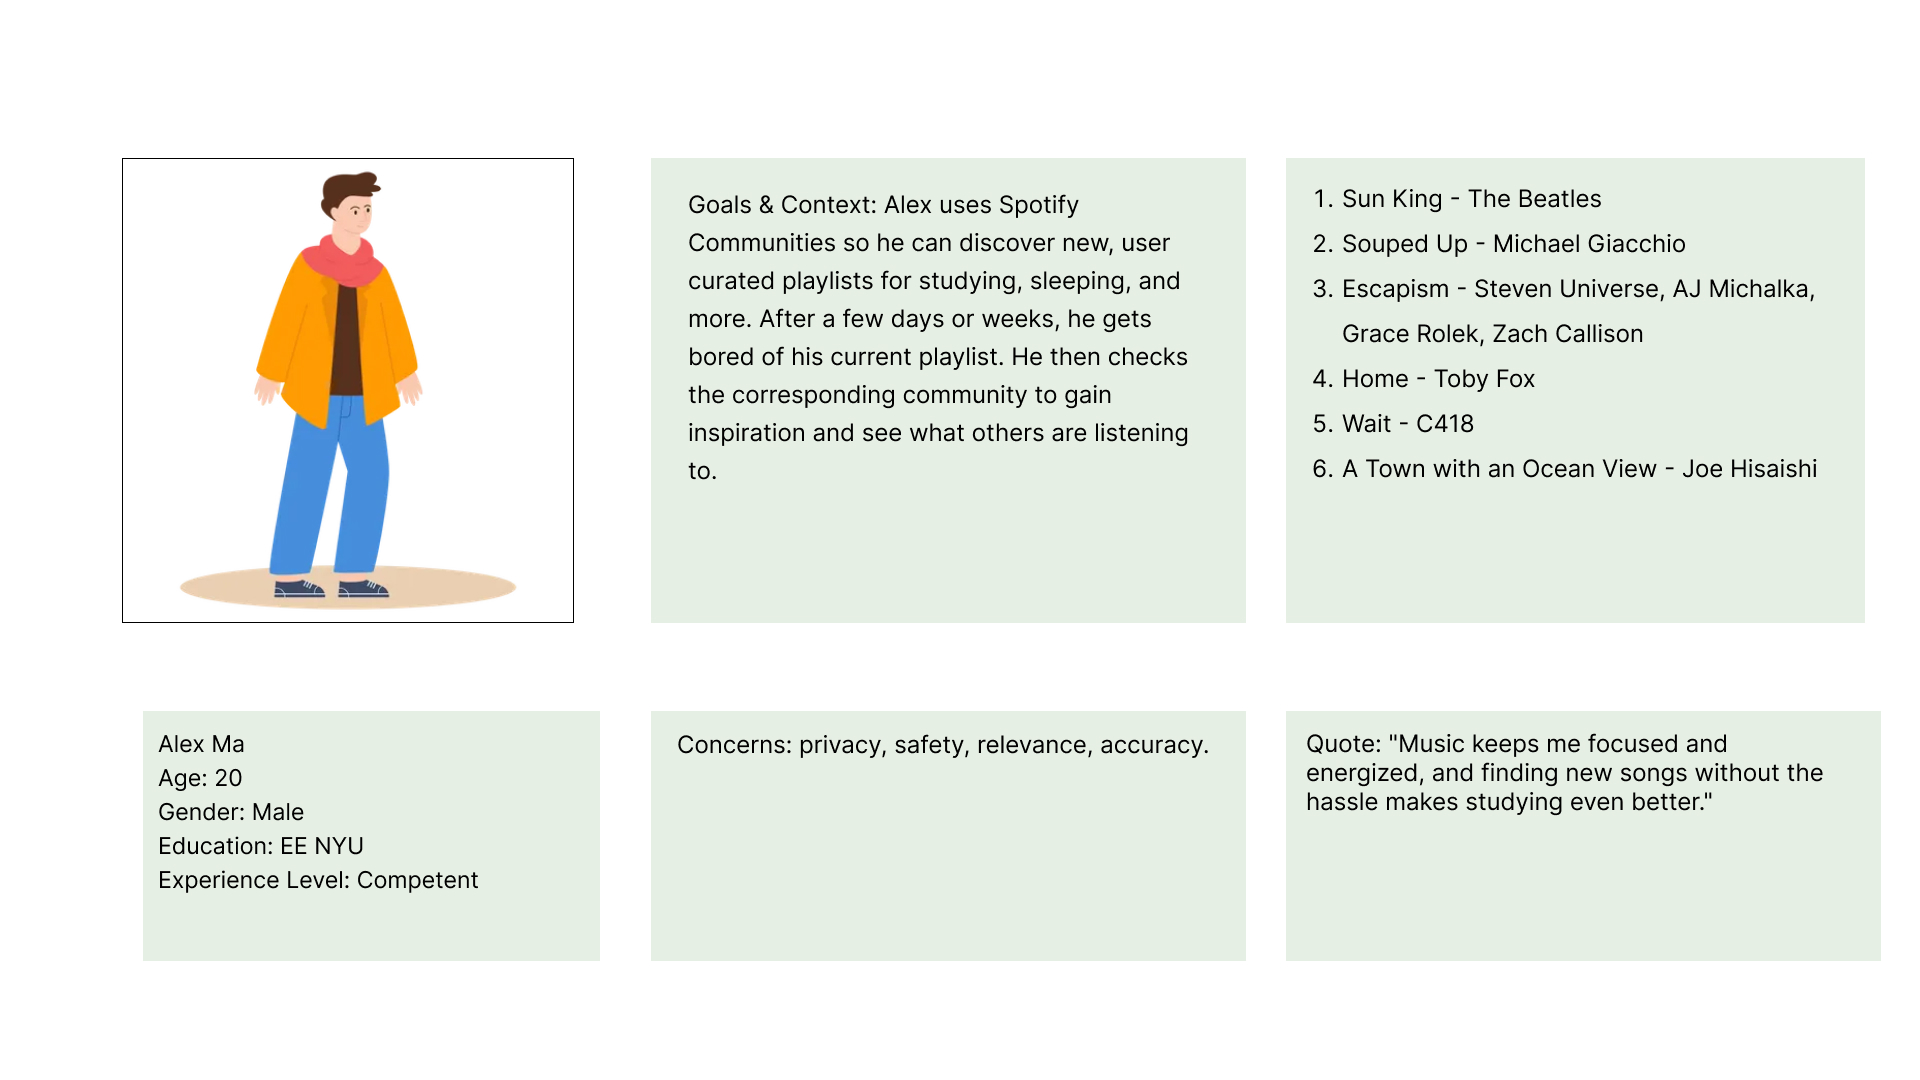 Goals & Context: Alex uses Spotify
Communities so he can discover new, user
curated playlists for studying, sleeping, and
more. After a few days or weeks, he gets
bored of his current playlist. He then checks
the corresponding community to gain
inspiration and see what others are listening
to.
1. Sun King - The Beatles
2. Souped Up - Michael Giacchio
3. Escapism - Steven Universe, AJ Michalka,
Grace Rolek, Zach Callison
4. Home - Toby Fox
5. Wait - C418
6. A Town with an Ocean View - Joe Hisaishi
Alex Ma
Age: 20
Gender: Male
Education: EE NYU
Experience Level: Competent
Concerns: privacy, safety, relevance, accuracy.
Quote: "Music keeps me focused and
energized, and finding new songs without the
hassle makes studying even better."